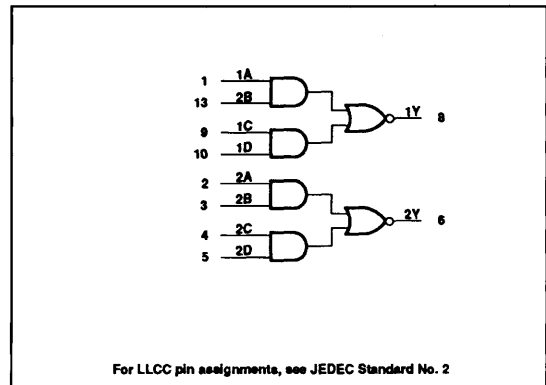 1 1A
13 2B
1Y 8
9 1C
10 1D
2 2A
3 2B
2Y 6
4 2C
5 2D
For LLCC pin assignments, see JEDEC Standard No. 2